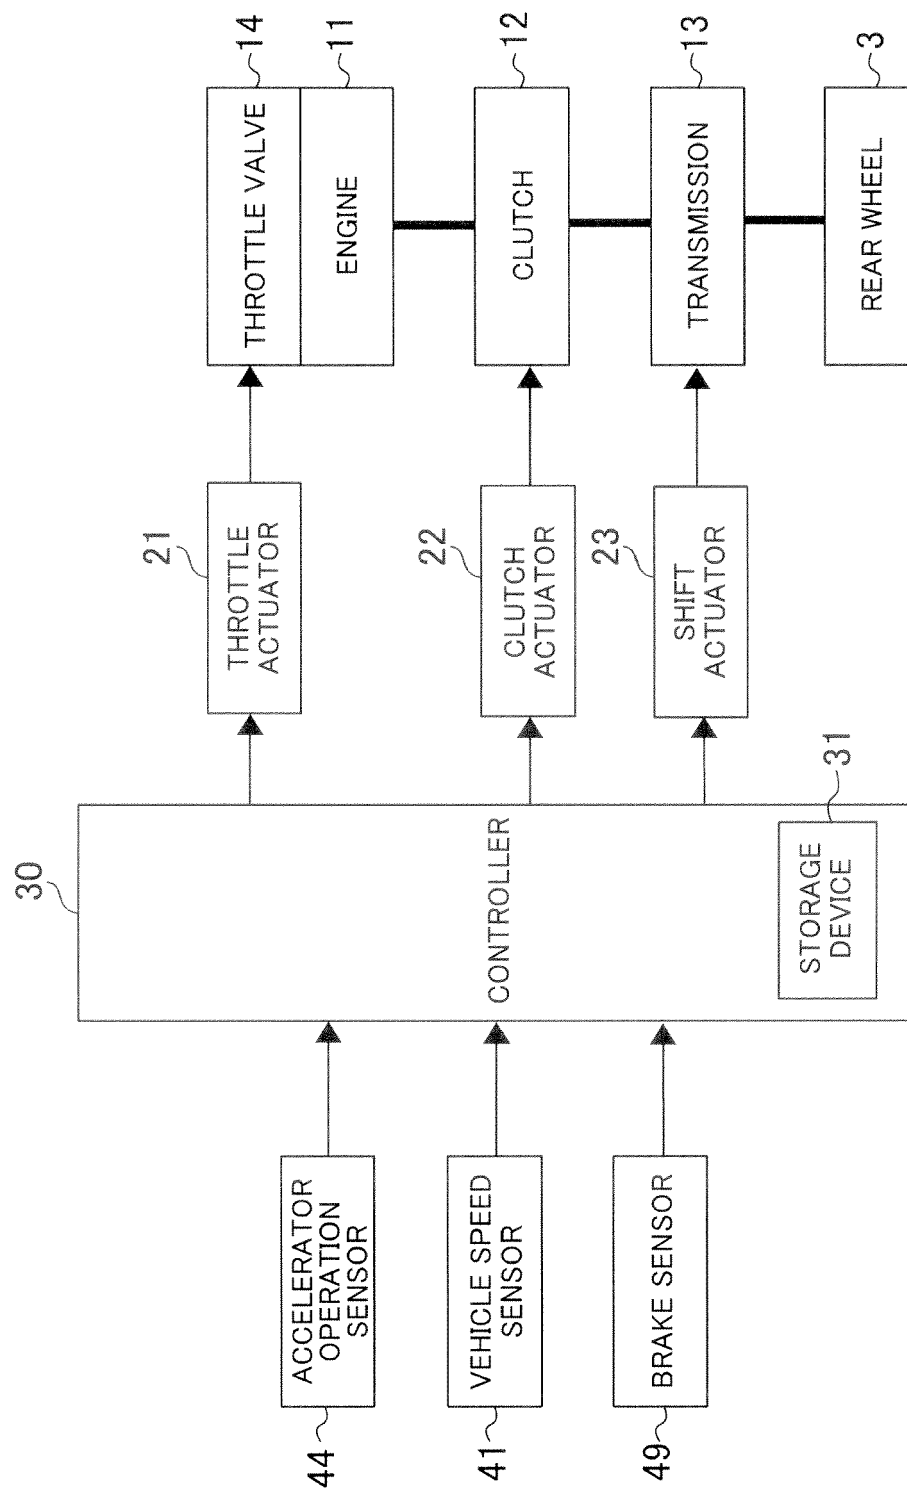 30
44
ACCELERATOR
OPERATION
SENSOR
41
VEHICLE SPEED
SENSOR
49
BRAKE SENSOR
CONTROLLER
STORAGE
DEVICE
31
21
THROTTLE
ACTUATOR
22
CLUTCH
ACTUATOR
23
SHIFT
ACTUATOR
THROTTLE VALVE
14
ENGINE
11
CLUTCH
12
TRANSMISSION
13
REAR WHEEL
3